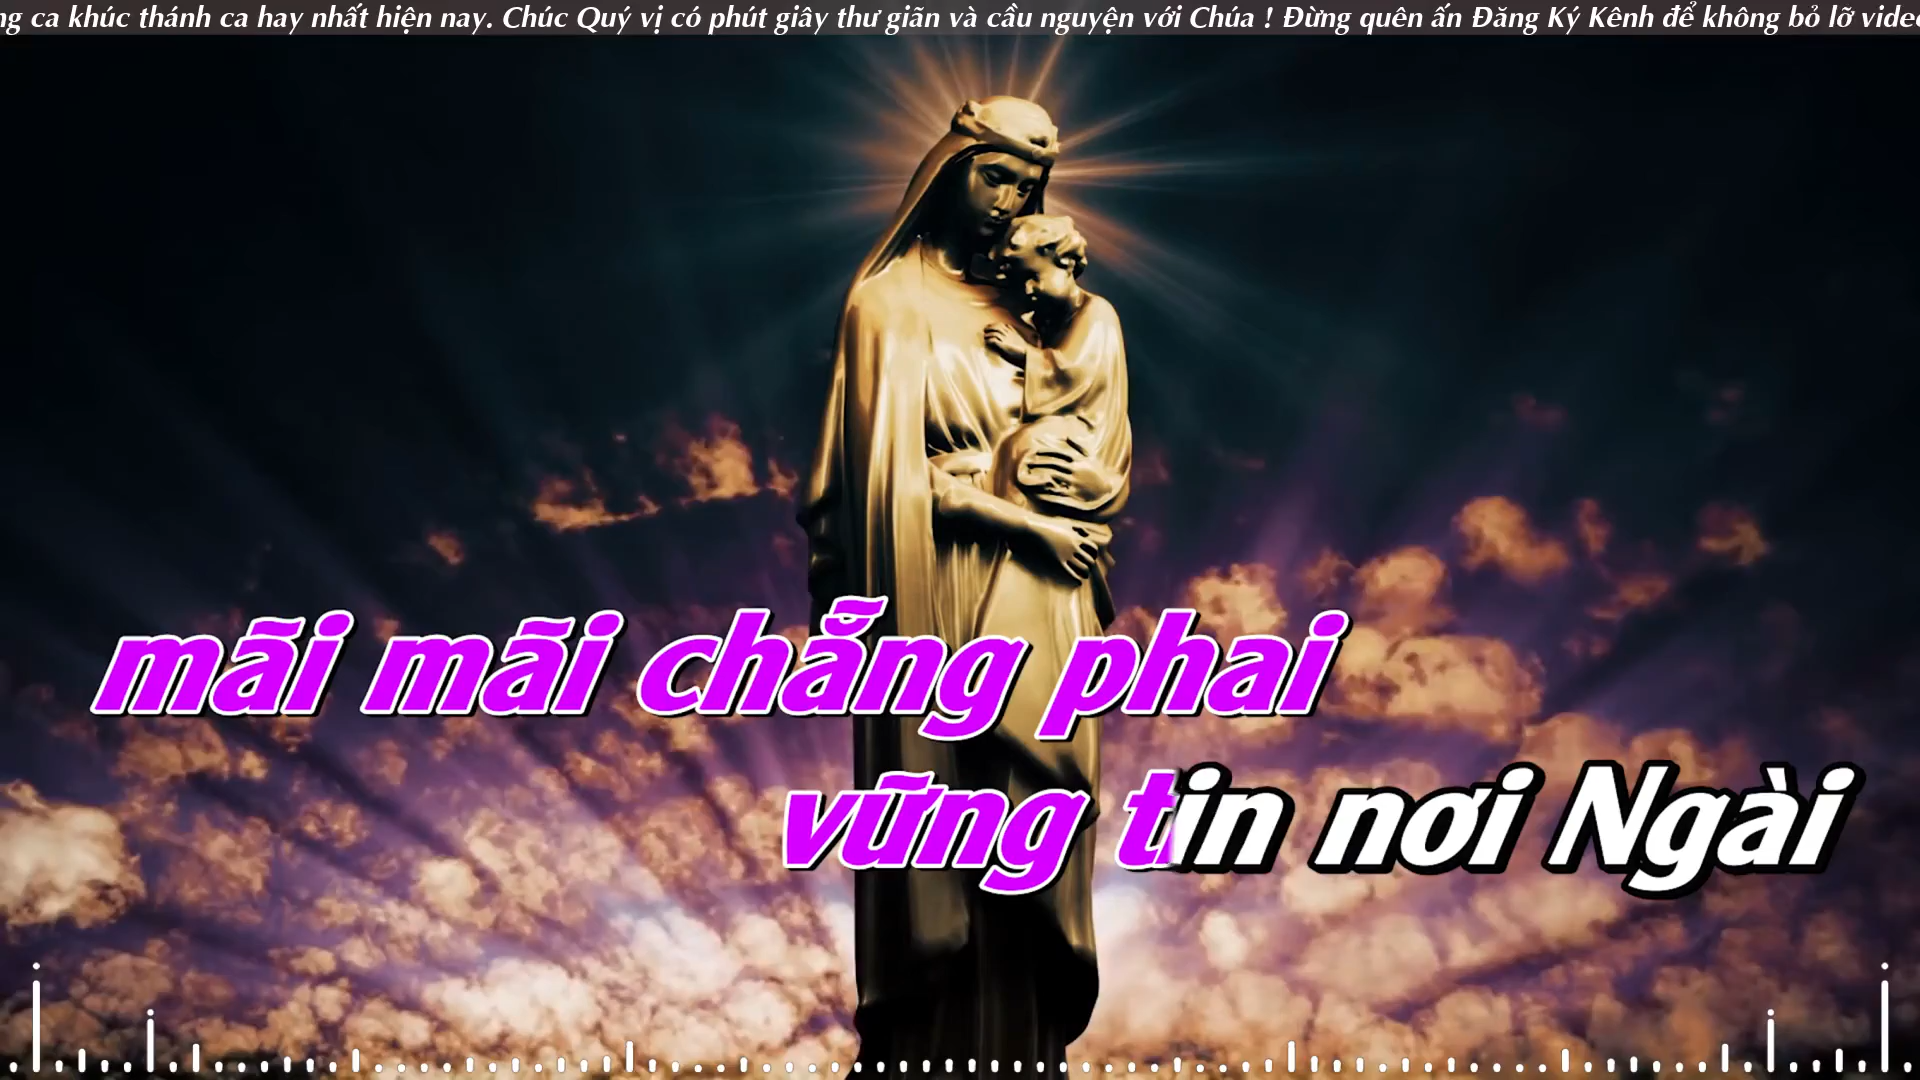 ca khúc thánh ca hay nhất hiện nay. Chúc Quý vị có phút giây thư giãn và cầu nguyện với Chúa ! Đừng quên ấn Đăng Ký Kênh để không bỏ lỡ
mãi mãi chẳng phai
vững tin nơi Ngài